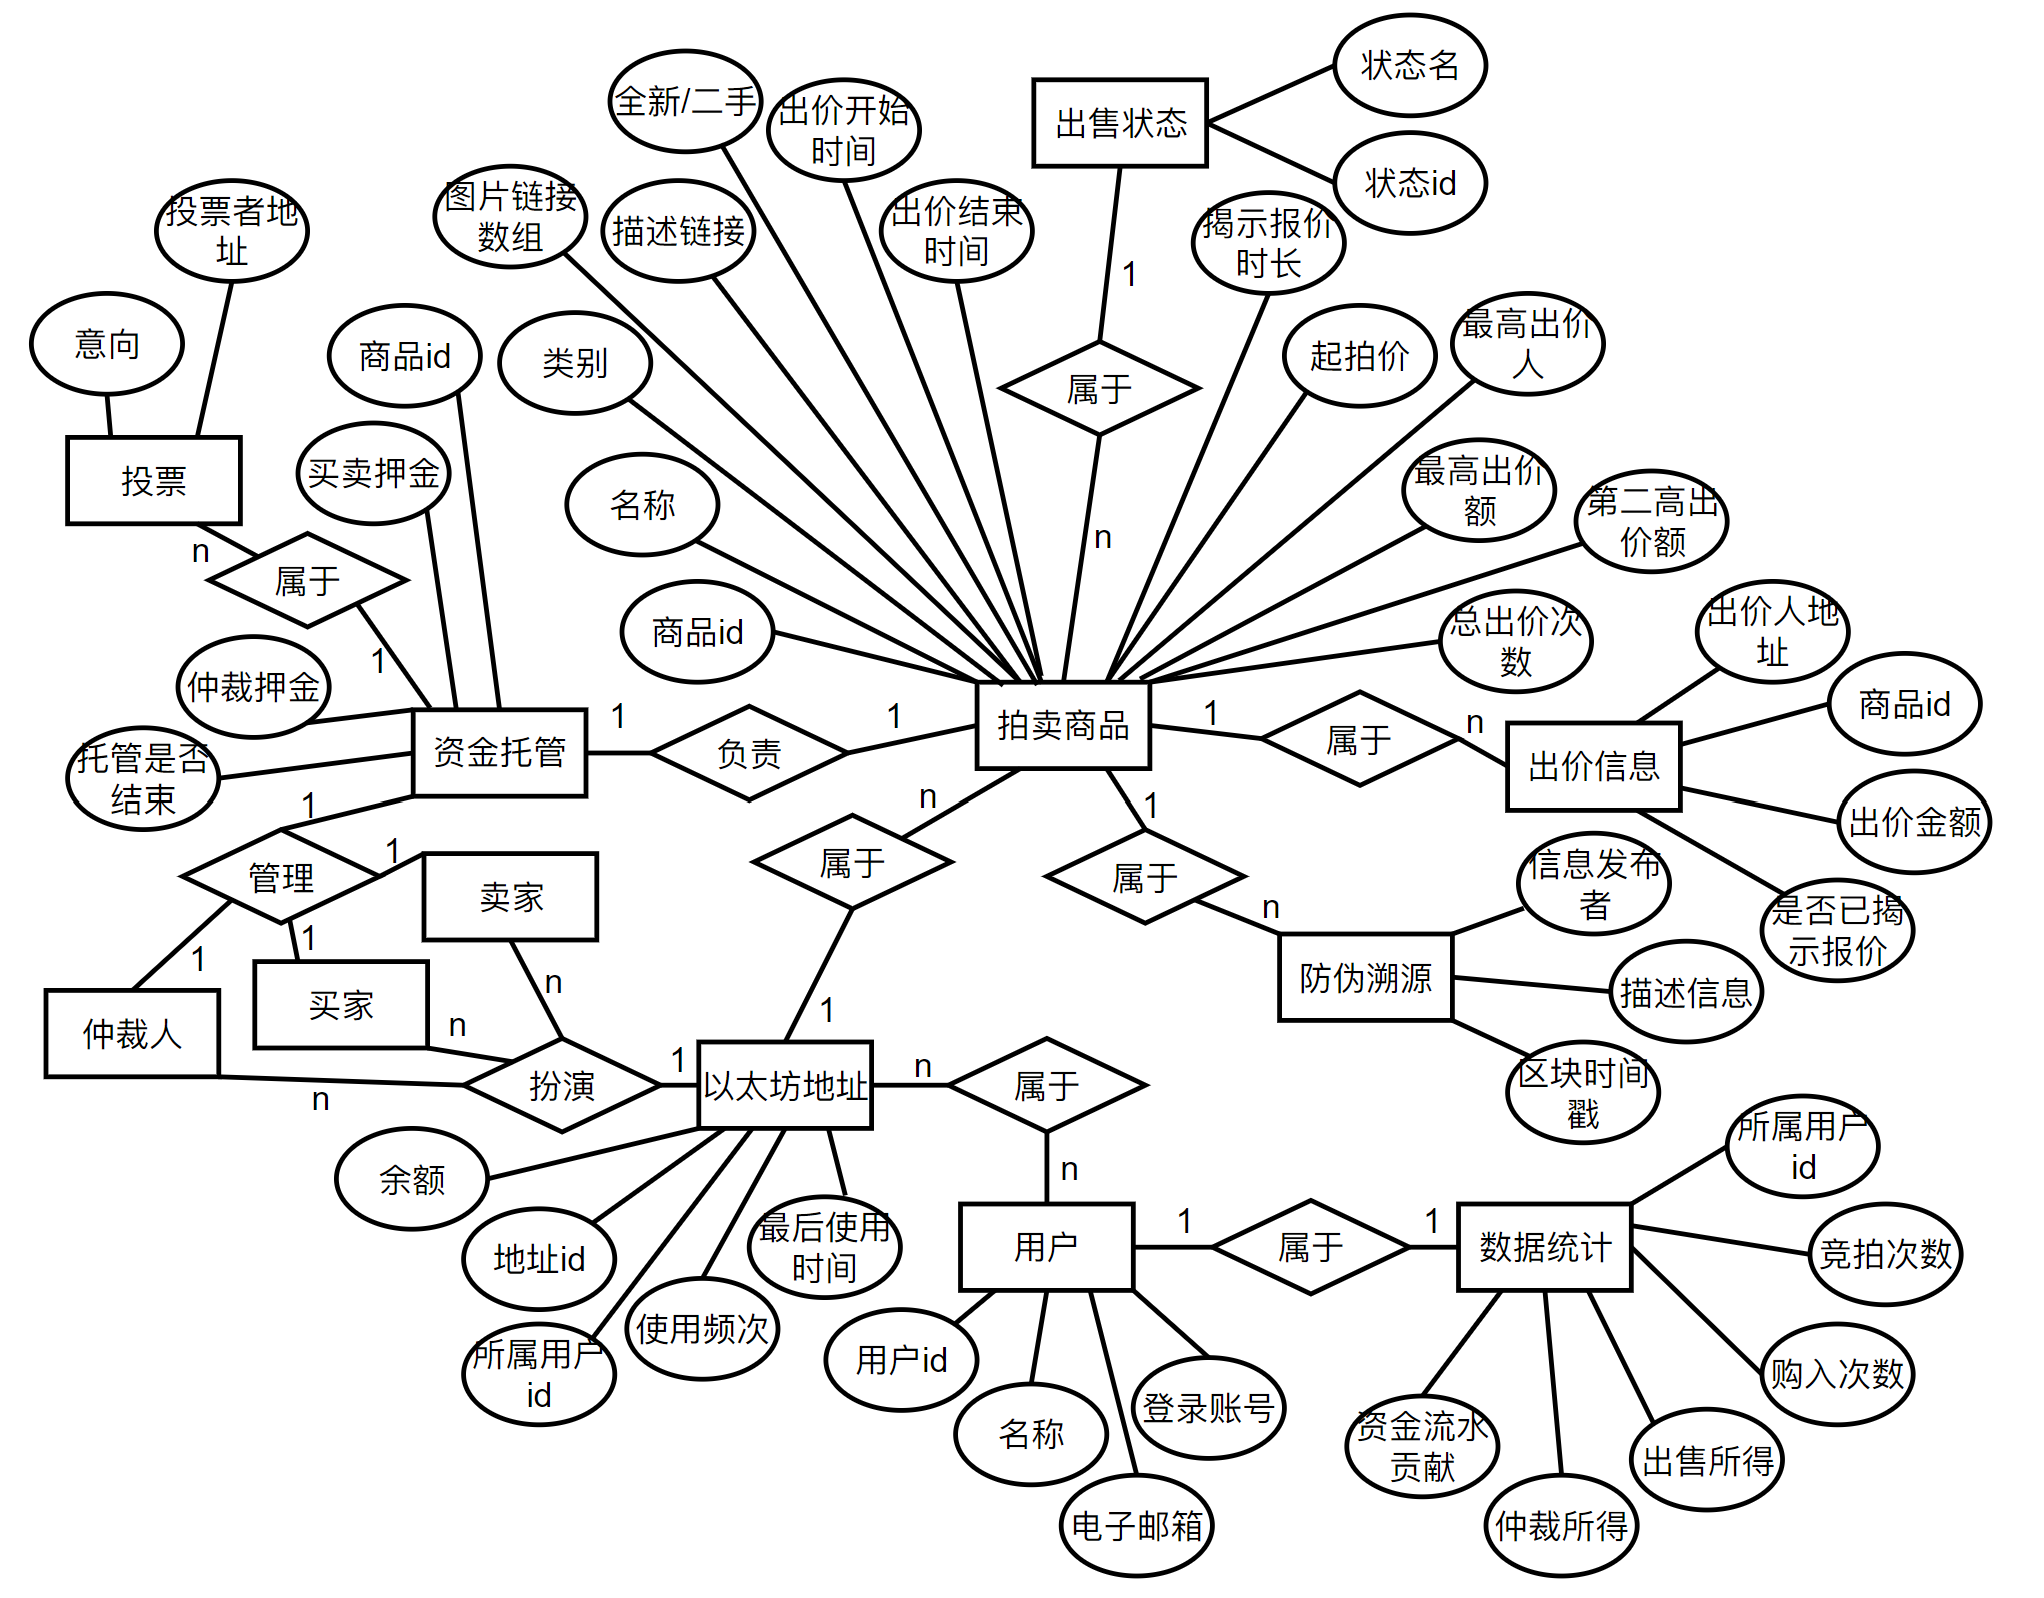 状态名
全新/二手
出价开始
时间
出售状态
状态id
图片链接
数组
描述链接
出价结束
时间
揭示报价
时长
投票者地
址
1
意向
商品id
类别
属于
起拍价
最高出价
人
投票
买卖押金
名称
最高出价
额
第二高出
价额
n
n
属于
1
商品id
总出价次
数
出价人地
址
仲裁押金
商品id
托管是否
结束
资金托管
1
负责
1
拍卖商品
1
属于
n
出价信息
1
n
1
出价金额
管理
1
卖家
属于
属于
信息发布
者
n
是否已揭
示报价
1
1
n
防伪溯源
描述信息
仲裁人
买家
n
1
n
扮演
1
以太坊地址
n
属于
区块时间
戳
余额
n
所属用户
id
地址id
最后使用
时间
用户
1
属于
1
数据统计
竞拍次数
所属用户
id
使用频次
用户id
名称
登录账号
购入次数
资金流水
贡献
出售所得
电子邮箱
仲裁所得